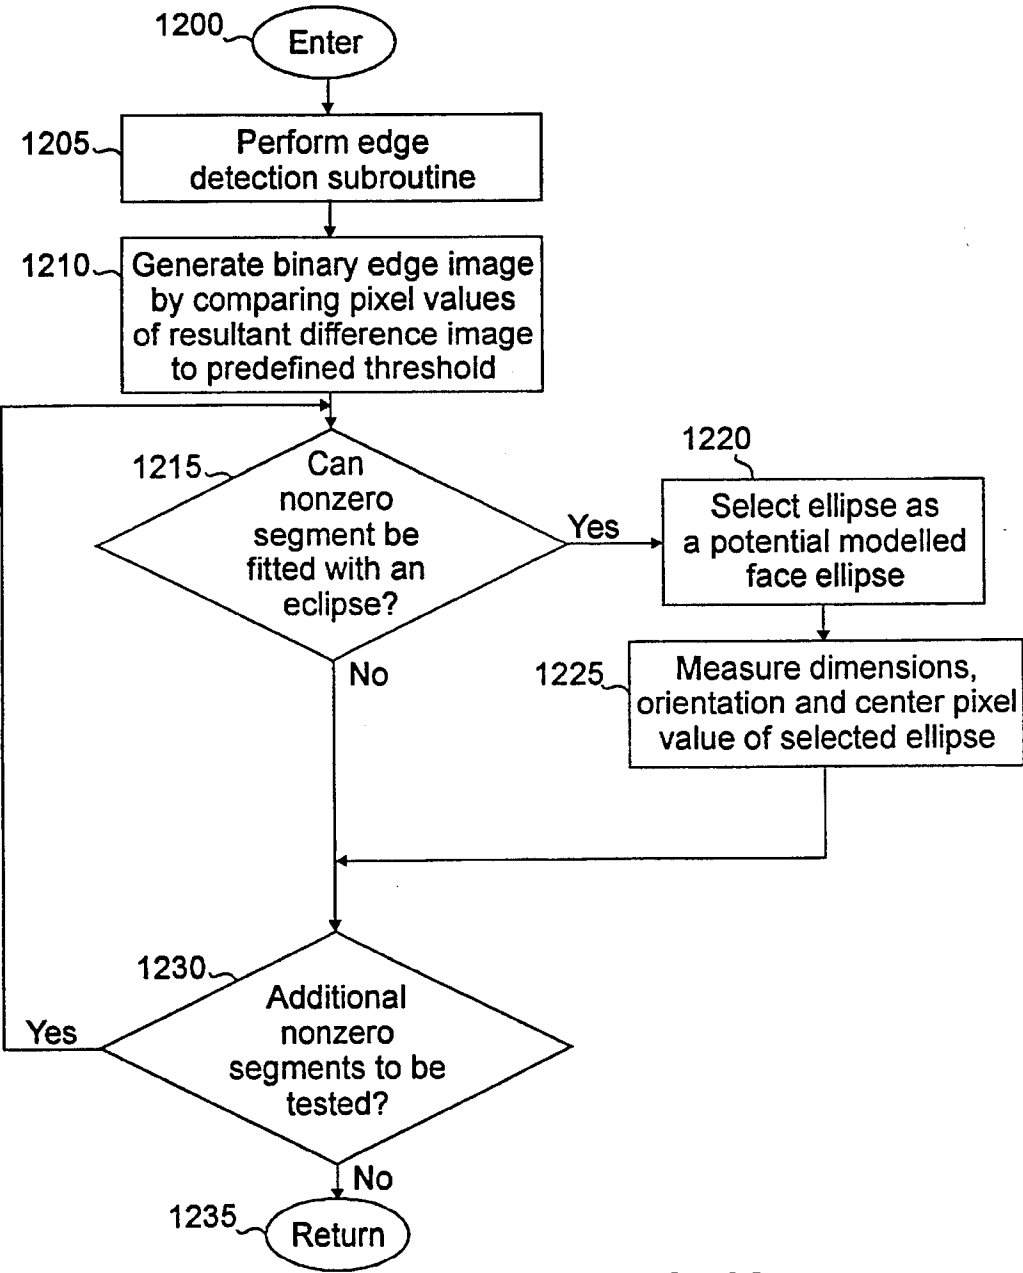 1200
Enter
1205
Perform edge
detection subroutine
1210
Generate binary edge image
by comparing pixel values
of resultant difference image
to predefined threshold
1215
Can
nonzero
segment be
fitted with an
eclipse?
Yes
No
1220
Select ellipse as
a potential modelled
face ellipse
1225
Measure dimensions,
orientation and center pixel
value of selected ellipse
1230
Additional
nonzero
segments to be
tested?
Yes
No
1235
Return